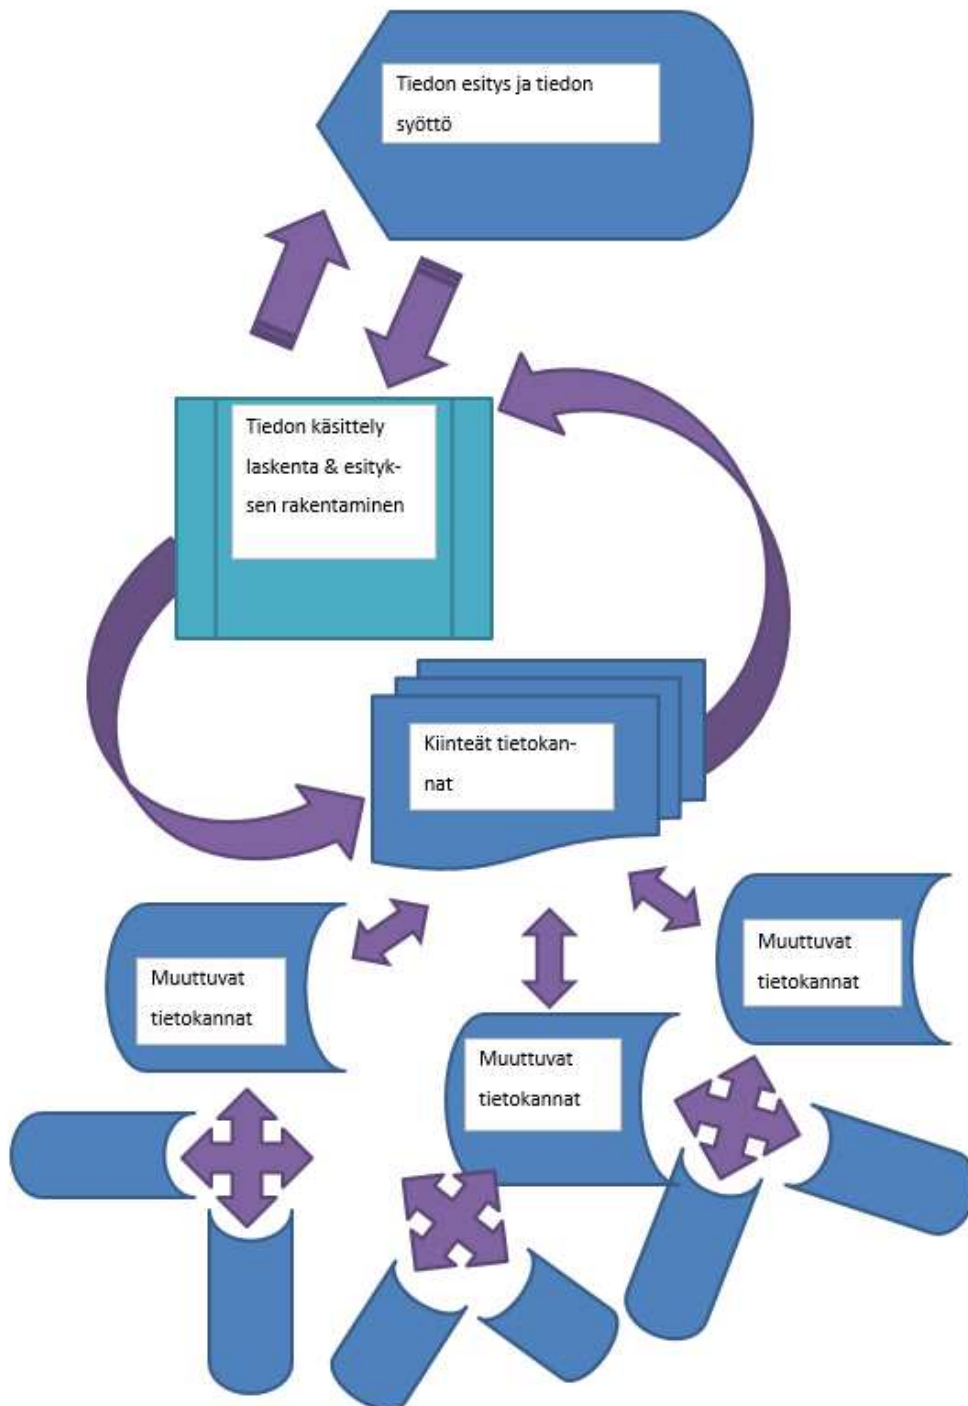 Tiedon esitys ja tiedon
syöttö
Tiedon käsittely
laskenta & esityk-
sen rakentaminen
Kiinteät tietokan-
nat
Muuttuvat
tietokannat
Muuttuvat
tietokannat
Muuttuvat
tietokannat